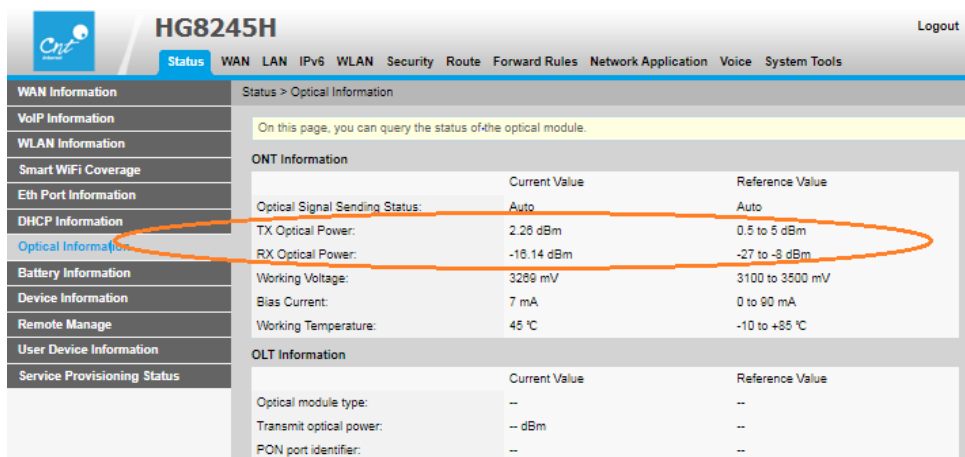 Cnt
HG8245H
Logout
Status WAN LAN IPv6 WLAN Security Route Forward Rules Network Application Voice System Tools
WAN Information
VoIP Information
WLAN Information
Smart WiFi Coverage
Eth Port Information
DHCP Information
Optical Information
Battery Information
Device Information
Remote Manage
User Device Information
Service Provisioning Status
Status > Optical Information
On this page, you can query the status of the optical module.
ONT Information
Current Value Reference Value
Optical Signal Sending Status: Auto Auto
TX Optical Power: 2.26 dBm 0.5 to 5 dBm
RX Optical Power: -16.14 dBm -27 to -8 dBm
Working Voltage: 3269 mV 3100 to 3500 mV
Bias Current: 7 mA 0 to 90 mA
Working Temperature: 45 ℃ -10 to +85 ℃
OLT Information
Current Value Reference Value
Optical module type: -- --
Transmit optical power: -- dBm --
PON port identifier: -- --